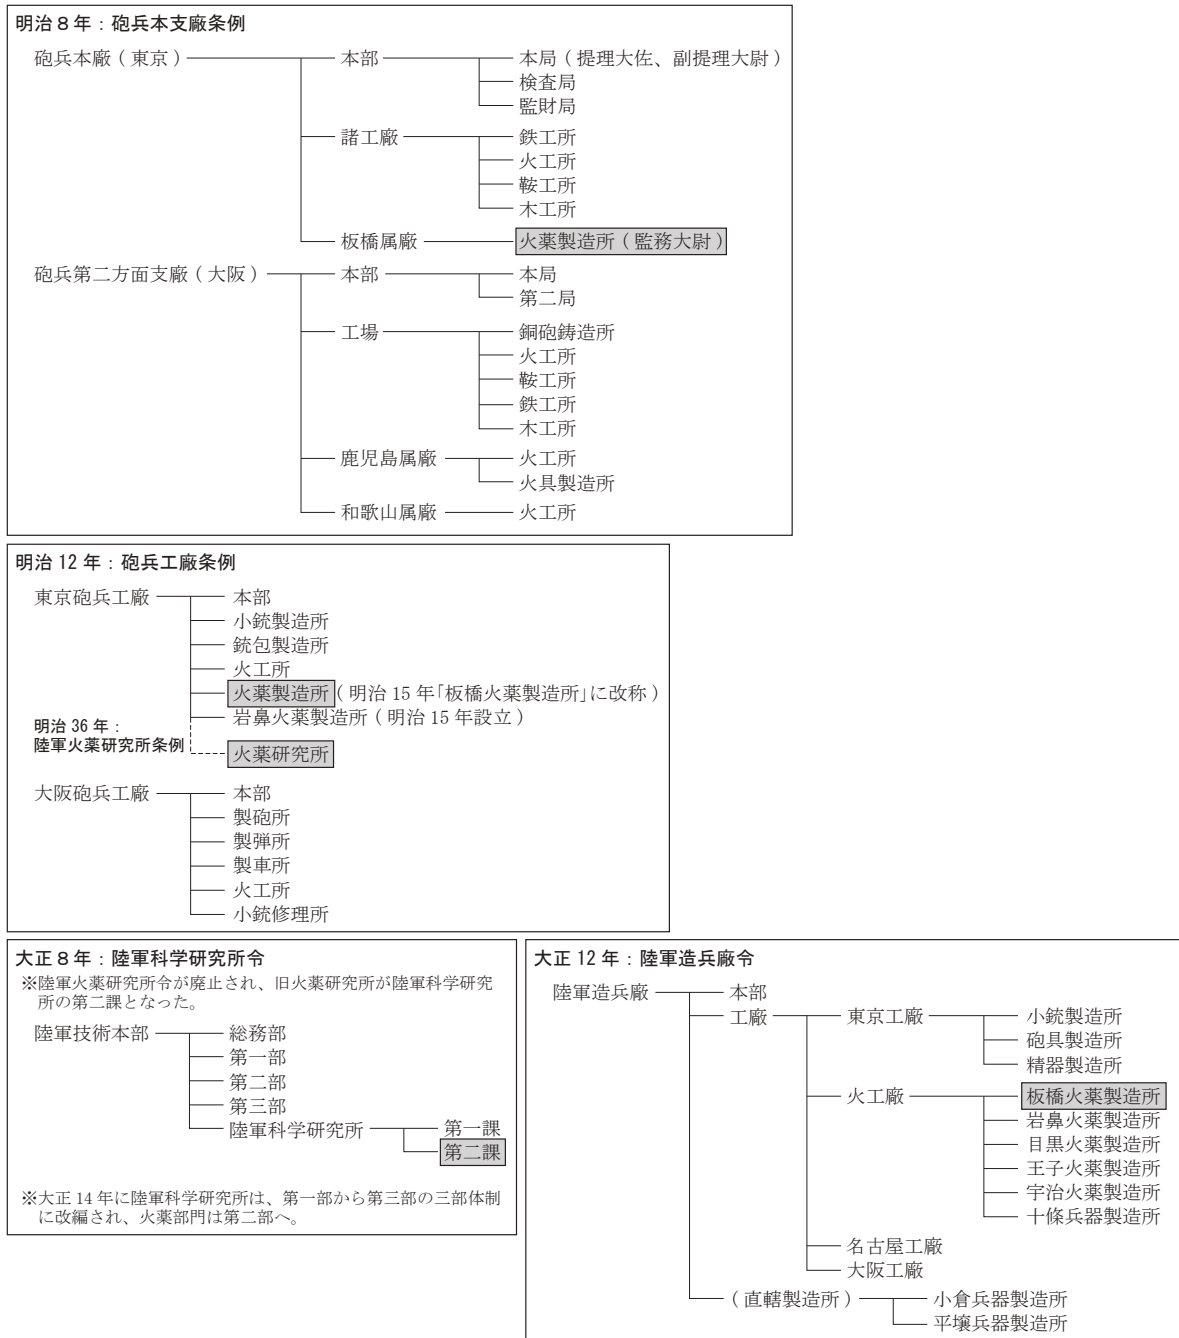 明治８年：砲兵本支廠条例
砲兵本廠（東京）
本部
本局（提理大佐、副提理大尉）
検査局
監財局
諸工廠
鉄工所
火工所
鞍工所
木工所
板橋属廠
火薬製造所（監務大尉）
砲兵第二方面支廠（大阪）
本部
本局
第二局
工場
銅砲鋳造所
火工所
鞍工所
鉄工所
木工所
鹿児島属廠
火工所
火具製造所
和歌山属廠
火工所
明治 12 年：砲兵工廠条例
東京砲兵工廠
本部
小銃製造所
銃包製造所
火工所
火薬製造所（明治 15 年「板橋火薬製造所」に改称）
岩鼻火薬製造所（明治 15 年設立）
明治 36 年：
陸軍火薬研究所条例
火薬研究所
大阪砲兵工廠
本部
製砲所
製弾所
製車所
火工所
小銃修理所
大正８年：陸軍科学研究所令
※陸軍火薬研究所令が廃止され、旧火薬研究所が陸軍科学研究
所の第二課となった。
陸軍技術本部
総務部
第一部
第二部
第三部
陸軍科学研究所
第一課
第二課
※大正 14 年に陸軍科学研究所は、第一部から第三部の三部体制
に改編され、火薬部門は第二部へ。
大正 12 年：陸軍造兵廠令
陸軍造兵廠
本部
工廠
東京工廠
小銃製造所
砲具製造所
精器製造所
火工廠
板橋火薬製造所
岩鼻火薬製造所
目黒火薬製造所
王子火薬製造所
宇治火薬製造所
十條兵器製造所
名古屋工廠
大阪工廠
（直轄製造所）
小倉兵器製造所
平壌兵器製造所